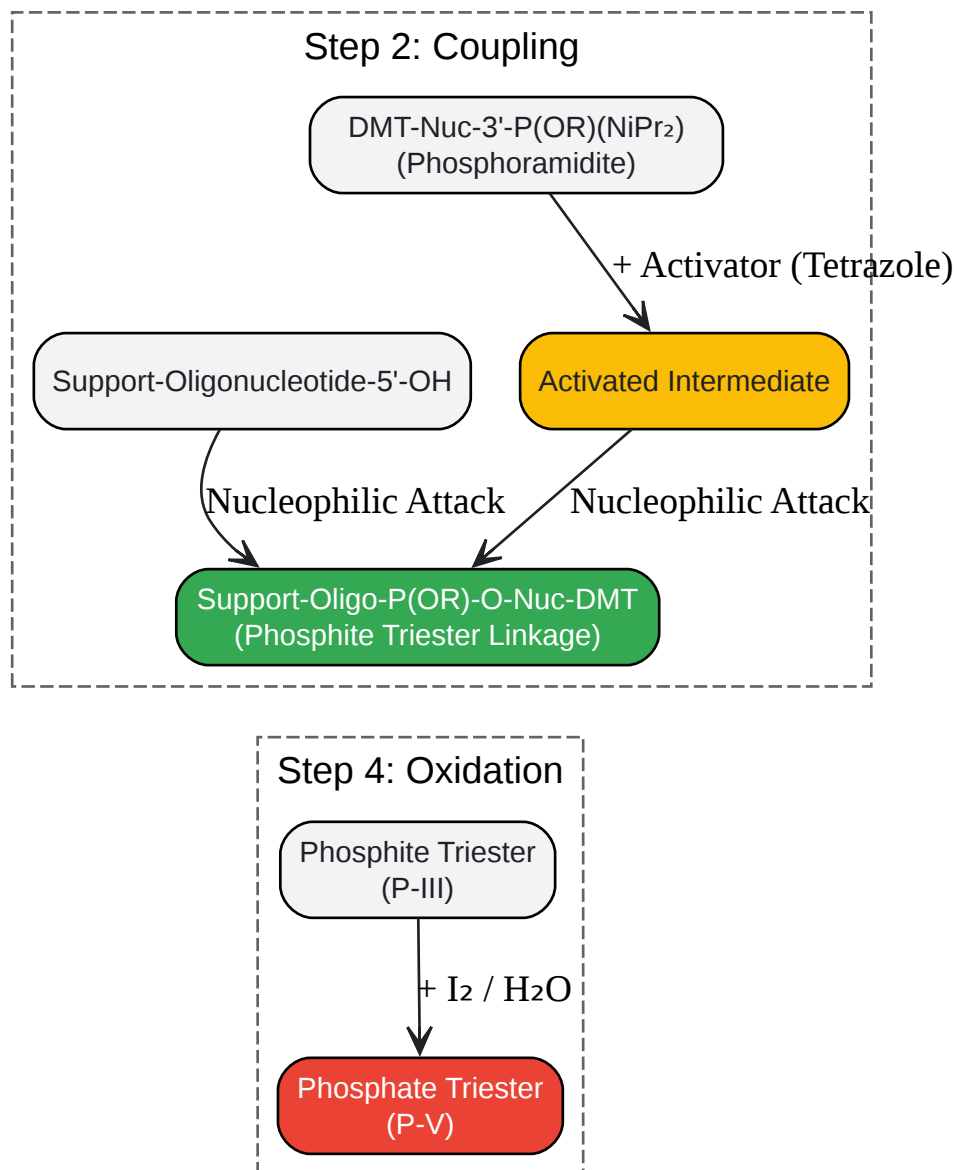 Step 2: Coupling
DMT-Nuc-3'-P(OR)(NiPr₂)
(Phosphoramidite)
+ Activator (Tetrazole)
Support-Oligonucleotide-5'-OH
Activated Intermediate
Nucleophilic Attack
Nucleophilic Attack
Support-Oligo-P(OR)-O-Nuc-DMT
(Phosphite Triester Linkage)
Step 4: Oxidation
Phosphite Triester
(P-III)
+ I₂ / H₂O
Phosphate Triester
(P-V)